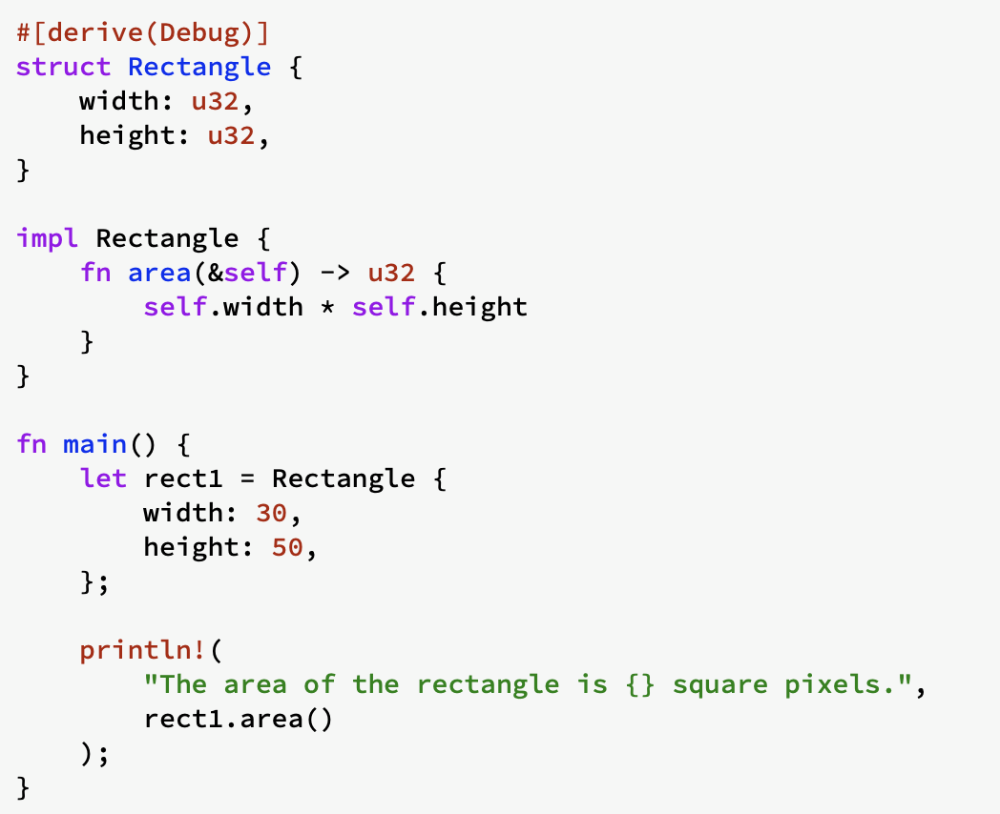 #[derive(Debug)]
struct Rectangle {
    width: u32,
    height: u32,
}

impl Rectangle {
    fn area(&self) -> u32 {
        self.width * self.height
    }
}

fn main() {
    let rect1 = Rectangle {
        width: 30,
        height: 50,
    };

    println!(
        "The area of the rectangle is {} square pixels.",
        rect1.area()
    );
}